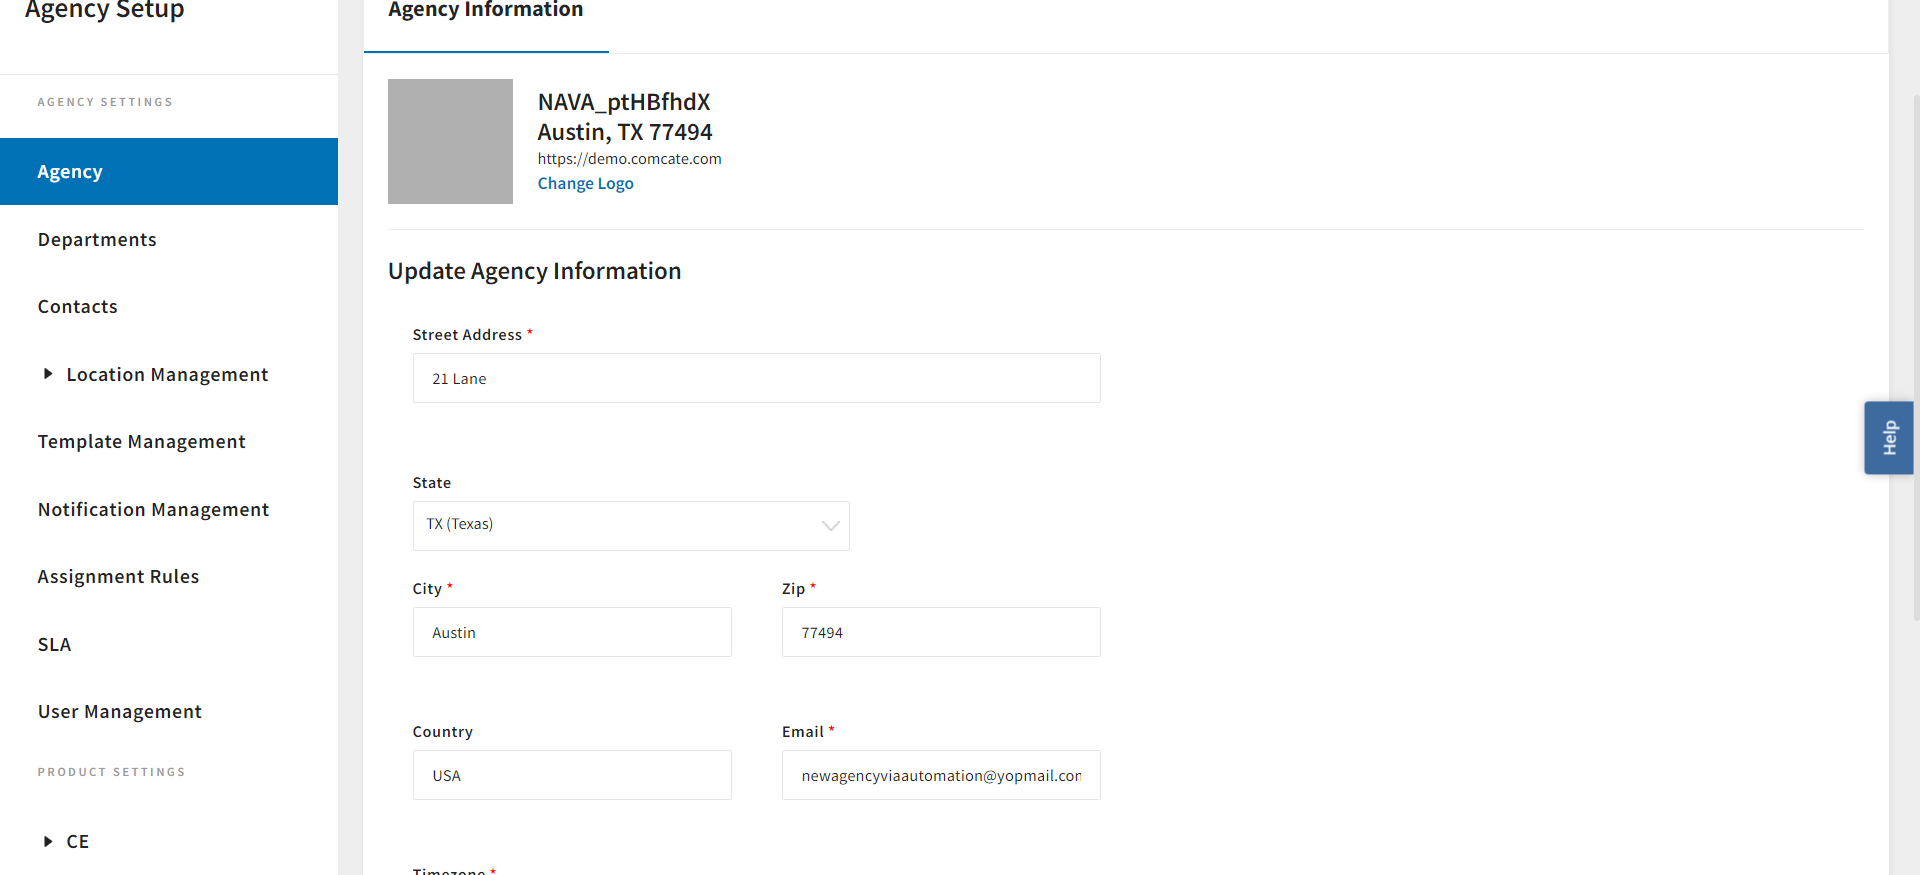 Agency Setup
AGENCY SETTINGS
Agency
Departments
Contacts
Location Management
Template Management
Notification Management
Assignment Rules
SLA
User Management
PRODUCT SETTINGS
CE
Agency Information
NAVA_ptHBfhdX
Austin, TX 77494
https://demo.comcate.com
Change Logo
Update Agency Information
Street Address *
21 Lane
State
TX (Texas)
City *
Zip *
Austin
77494
Country
Email *
USA
newagencyviaautomation@yopmail.com
Timezone *
Help